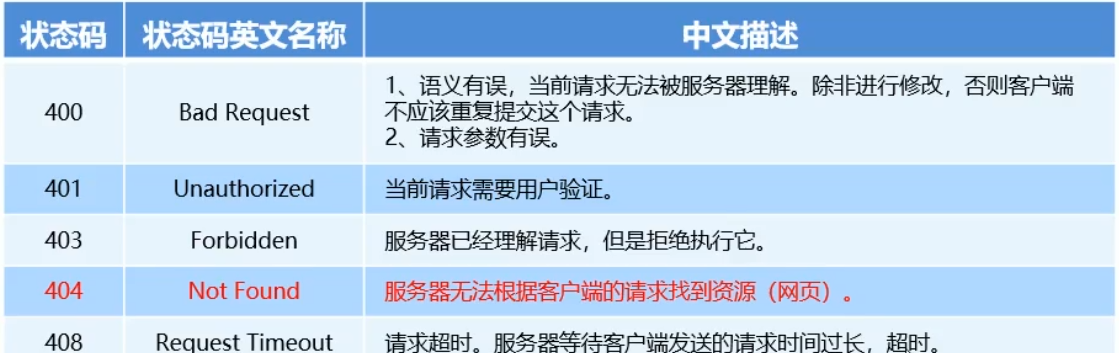 状态码 状态码英文名称 中文描述
1、语义有误，当前请求无法被服务器理解。除非进行修改，否则客户端
400 Bad Request 不应该重复提交这个请求。
2、请求参数有误。
401 Unauthorized 当前请求需要用户验证。
403 Forbidden 服务器已经理解请求，但是拒绝执行它。
404 Not Found 服务器无法根据客户端的请求找到资源（网页）。
408 Request Timeout 请求超时。服务器等待客户端发送的请求时间过长，超时。